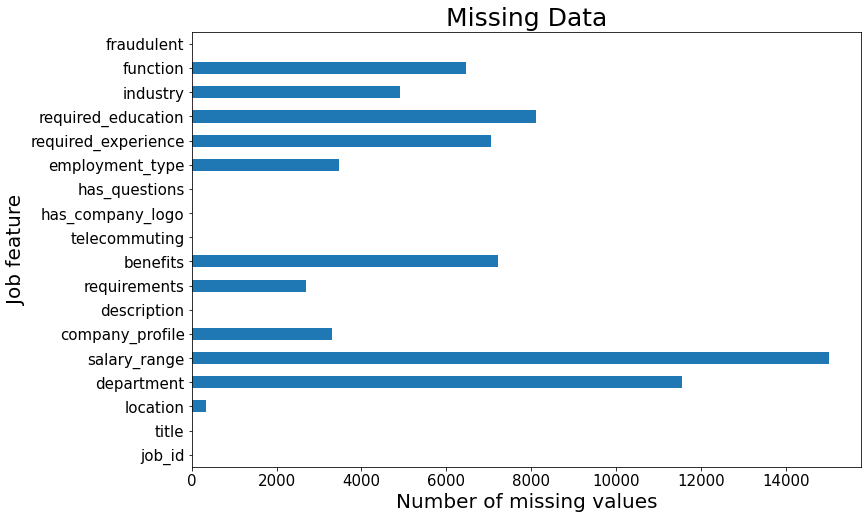 Missing Data
fraudulent
function
industry
required_education
required_experience
employment_type
has_questions
has_company_logo
telecommuting
benefits
requirements
description
company_profile
salary_range
department
location
title
job_id
Job feature
0 2000 4000 6000 8000 10000 12000 14000
Number of missing values